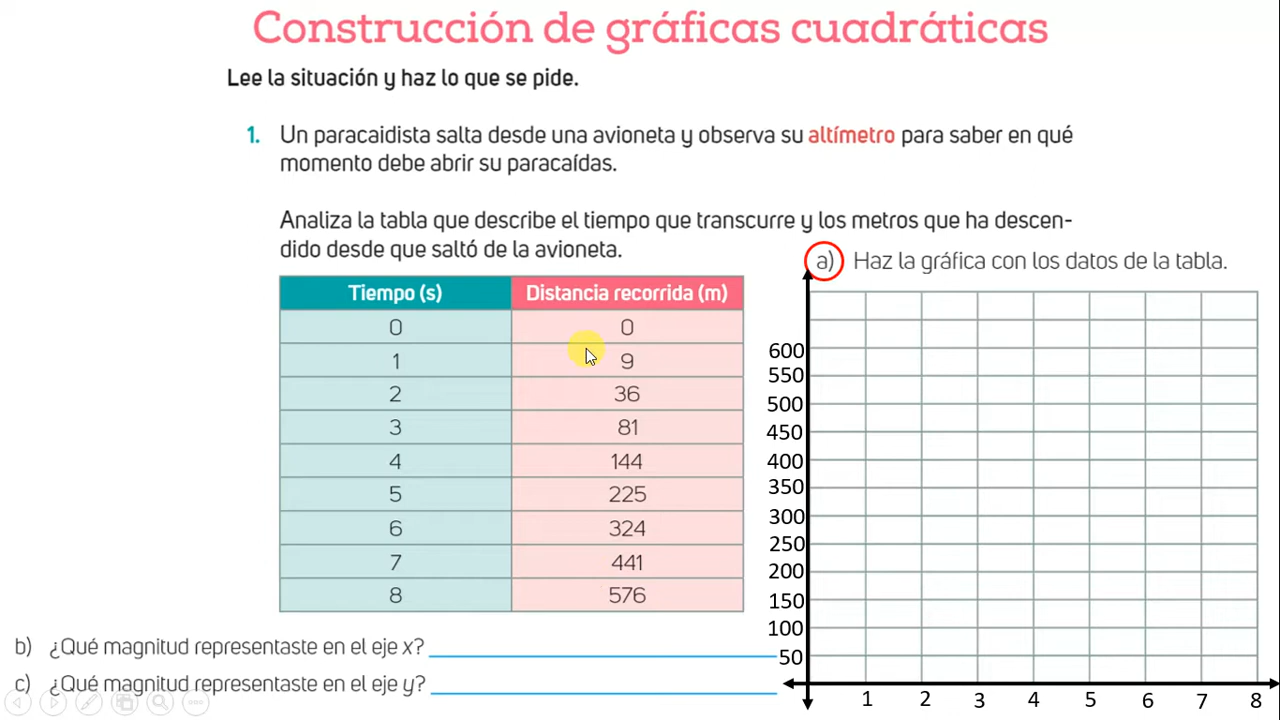 Construcción de gráficas cuadráticas
Lee la situación y haz lo que se pide.
1. Un paracaidista salta desde una avioneta y observa su altímetro para saber en qué
momento debe abrir su paracaídas.
Analiza la tabla que describe el tiempo que transcurre y los metros que ha descen-
dido desde que saltó de la avioneta.
a) Haz la gráfica con los datos de la tabla.
Tiempo (s) Distancia recorrida (m)
0 0
1 9
2 36
3 81
4 144
5 225
6 324
7 441
8 576
600
550
500
450
400
350
300
250
200
150
100
50
1 2 3 4 5 6 7 8
b) ¿Qué magnitud representaste en el eje x?
c) ¿Qué magnitud representaste en el eje y?